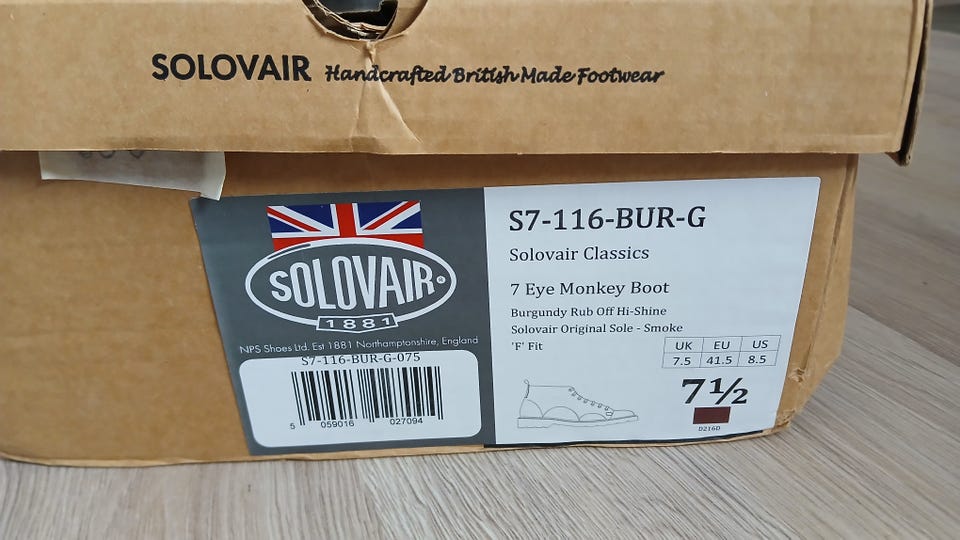 SOLOVAIR Handcrafted British Made Footwear
SOLOVAIR®
1881
NPS Shoes Ltd. Est 1881 Northamptonshire, England
S7-116-BUR-G-075
5 059016 027094
S7-116-BUR-G
Solovair Classics
7 Eye Monkey Boot
Burgundy Rub Off Hi-Shine
Solovair Original Sole - Smoke
'F' Fit
UK EU US
7.5 41.5 8.5
7½
D216D